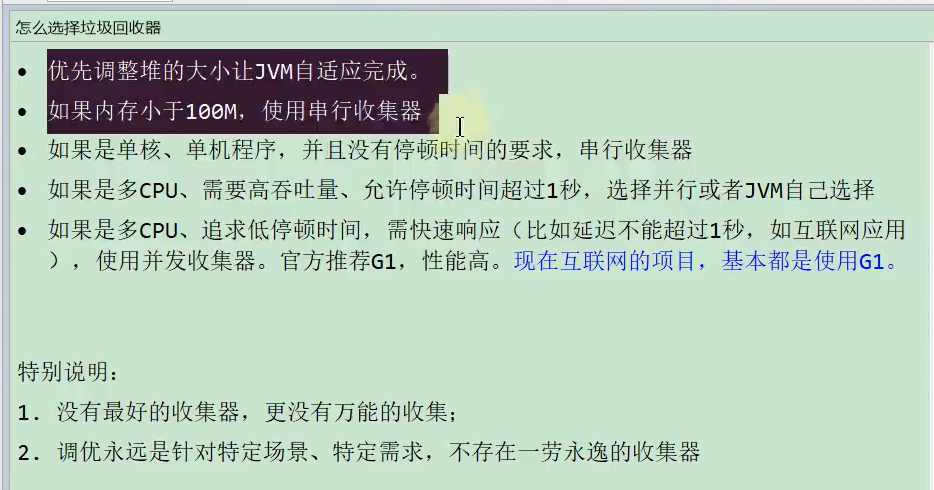 怎么选择垃圾回收器
• 优先调整堆的大小让JVM自适应完成。
• 如果内存小于100M，使用串行收集器
• 如果是单核、单机程序，并且没有停顿时间的要求，串行收集器
• 如果是多CPU、需要高吞吐量、允许停顿时间超过1秒，选择并行或者JVM自己选择
• 如果是多CPU、追求低停顿时间，需快速响应（比如延迟不能超过1秒，如互联网应用
），使用并发收集器。官方推荐G1，性能高。现在互联网的项目，基本都是使用G1。
特别说明：
1. 没有最好的收集器，更没有万能的收集；
2. 调优永远是针对特定场景、特定需求，不存在一劳永逸的收集器